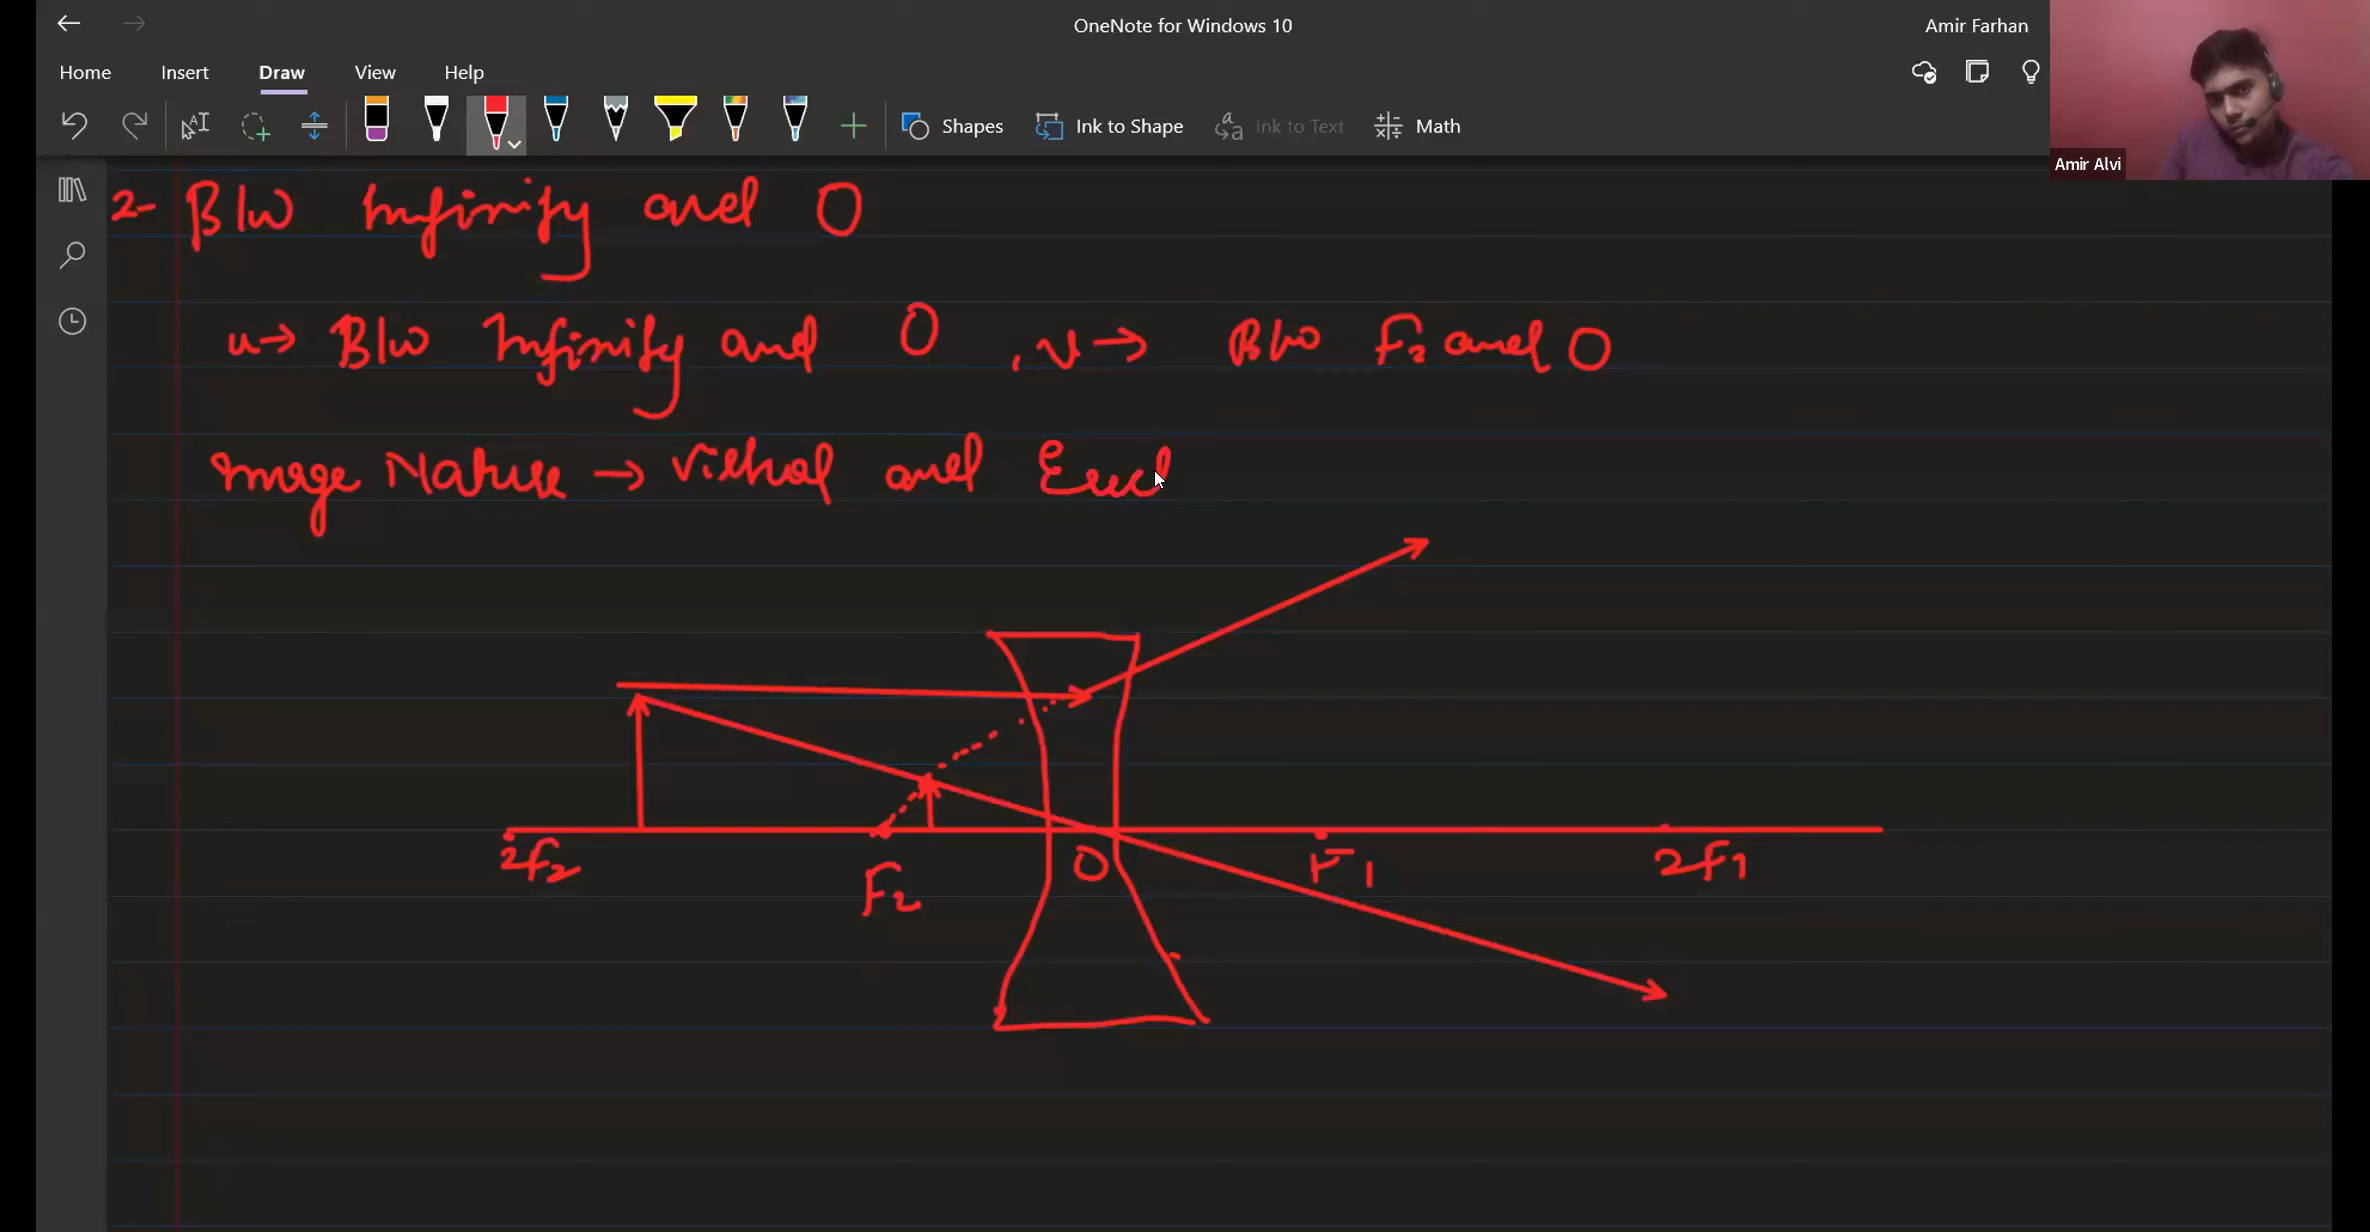 OneNote for Windows 10
Amir Farhan
Home Insert Draw View Help
Shapes Ink to Shape Ink to Text Math
Amir Alvi
2- B/w Infinity and O
u→ B/w Infinity and O , v→ B/w F2 and O
Image Nature → Virtual and Erect
2F2 F2 O F1 2F1